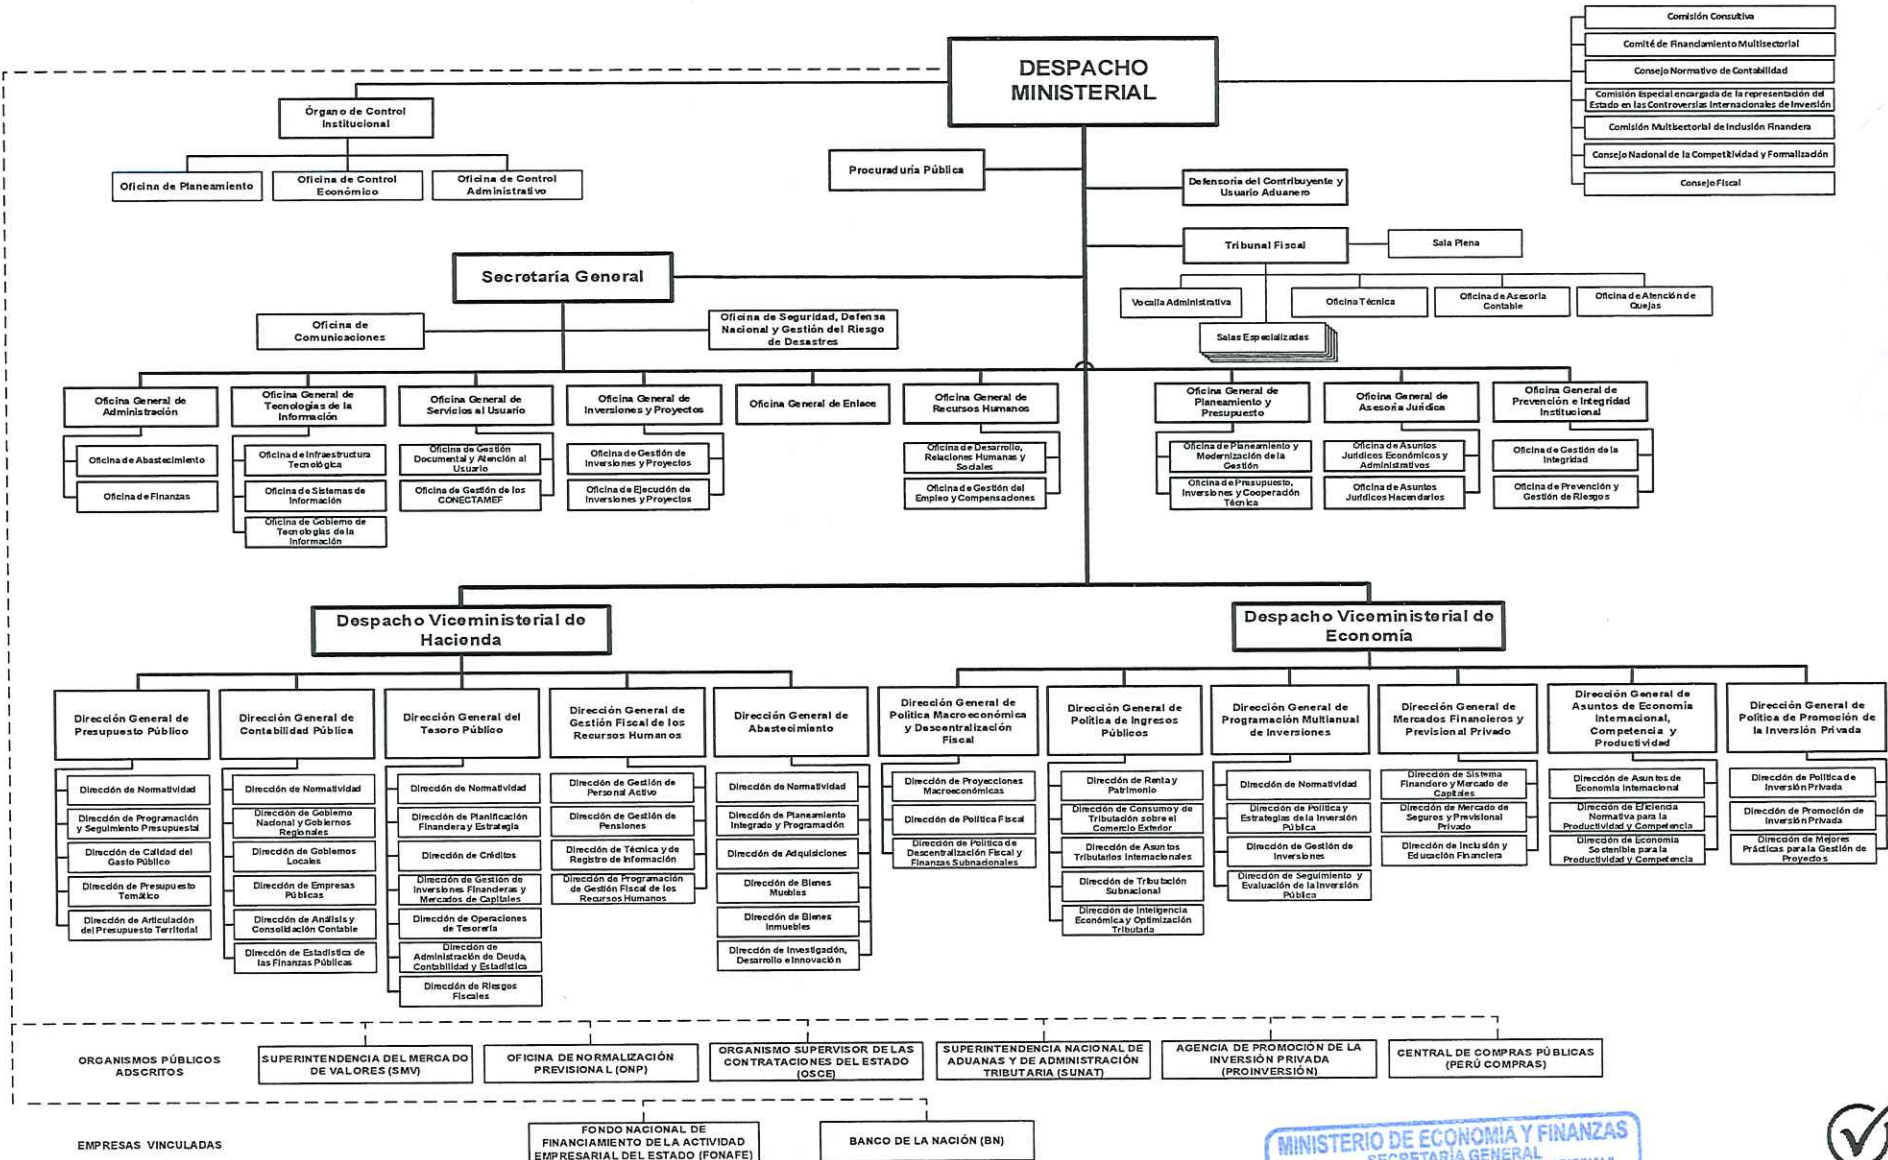 DESPACHO
MINISTERIAL
Comisión Consultiva
Comité de Financiamiento Multisectorial
Consejo Normativo de Contabilidad
Comisión Especial encargada de la representación del
Estado en las Controversias Internacionales de Inversión
Comisión Multisectorial de Inclusión Financiera
Consejo Nacional de la Competitividad y Formalización
Consejo Fiscal
Órgano de Control
Institucional
Oficina de Planeamiento
Oficina de Control
Económico
Oficina de Control
Administrativo
Procuraduría Pública
Defensoría del Contribuyente y
Usuario Aduanero
Tribunal Fiscal
Sala Plena
Vocalía Administrativa
Oficina Técnica
Oficina de Asesoría
Contable
Oficina de Atención de
Quejas
Salas Especializadas
Secretaría General
Oficina de
Comunicaciones
Oficina de Seguridad, Defensa
Nacional y Gestión del Riesgo
de Desastres
Oficina General de
Administración
Oficina de Abastecimiento
Oficina de Finanzas
Oficina General de
Tecnologías de la
Información
Oficina de Infraestructura
Tecnológica
Oficina de Sistemas de
Información
Oficina de Gobierno de
Tecnologías de la
Información
Oficina General de
Servicios al Usuario
Oficina de Gestión
Documental y Atención al
Usuario
Oficina de Gestión de los
CONECTAMEF
Oficina General de
Inversiones y Proyectos
Oficina de Gestión de
Inversiones y Proyectos
Oficina de Ejecución de
Inversiones y Proyectos
Oficina General de Enlace
Oficina General de
Recursos Humanos
Oficina de Desarrollo,
Relaciones Humanas y
Sociales
Oficina de Gestión del
Empleo y Compensaciones
Oficina General de
Planeamiento y
Presupuesto
Oficina de Planeamiento y
Modernización de la
Gestión
Oficina de Presupuesto,
Inversiones y Cooperación
Técnica
Oficina General de
Asesoría Jurídica
Oficina de Asuntos
Jurídicos Económicos y
Administrativos
Oficina de Asuntos
Jurídicos Hacendarios
Oficina General de
Prevención e Integridad
Institucional
Oficina de Gestión de la
Integridad
Oficina de Prevención y
Gestión de Riesgos
Despacho Viceministerial de
Hacienda
Despacho Viceministerial de
Economía
Dirección General de
Presupuesto Público
Dirección de Normatividad
Dirección de Programación
y Seguimiento Presupuestal
Dirección de Calidad del
Gasto Público
Dirección de Presupuesto
Temático
Dirección de Articulación
del Presupuesto Territorial
Dirección General de
Contabilidad Pública
Dirección de Normatividad
Dirección de Gobierno
Nacional y Gobiernos
Regionales
Dirección de Gobiernos
Locales
Dirección de Empresas
Públicas
Dirección de Análisis y
Consolidación Contable
Dirección de Estadística de
las Finanzas Públicas
Dirección General del
Tesoro Público
Dirección de Normatividad
Dirección de Planificación
Financiera y Estrategia
Dirección de Créditos
Dirección de Gestión de
Inversiones Financieras y
Mercados de Capitales
Dirección de Operaciones
de Tesorería
Dirección de
Administración de Deuda,
Contabilidad y Estadística
Dirección de Riesgos
Fiscales
Dirección General de
Gestión Fiscal de los
Recursos Humanos
Dirección de Gestión de
Personal Activo
Dirección de Gestión de
Pensiones
Dirección de Técnica y de
Registro de Información
Dirección de Programación
de Gestión Fiscal de los
Recursos Humanos
Dirección General de
Abastecimiento
Dirección de Normatividad
Dirección de Planeamiento
Integrado y Programación
Dirección de Adquisiciones
Dirección de Bienes
Muebles
Dirección de Bienes
Inmuebles
Dirección de Investigación,
Desarrollo e Innovación
Dirección General de
Política Macroeconómica
y Descentralización
Fiscal
Dirección de Proyecciones
Macroeconómicas
Dirección de Política Fiscal
Dirección de Política de
Descentralización Fiscal y
Finanzas Subnacionales
Dirección General de
Política de Ingresos
Públicos
Dirección de Renta y
Patrimonio
Dirección de Consumo y de
Tributación sobre el
Comercio Exterior
Dirección de Asuntos
Tributarios Internacionales
Dirección de Tributación
Subnacional
Dirección de Inteligencia
Económica y Optimización
Tributaria
Dirección General de
Programación Multianual
de Inversiones
Dirección de Normatividad
Dirección de Política y
Estrategias de la Inversión
Pública
Dirección de Gestión de
Inversiones
Dirección de Seguimiento y
Evaluación de la Inversión
Pública
Dirección General de
Mercados Financieros y
Previsional Privado
Dirección de Sistema
Financiero y Mercado de
Capitales
Dirección de Mercado de
Seguros y Previsional
Privado
Dirección de Inclusión y
Educación Financiera
Dirección General de
Asuntos de Economía
Internacional,
Competencia y
Productividad
Dirección de Asuntos de
Economía Internacional
Dirección de Eficiencia
Normativa para la
Productividad y Competencia
Dirección de Economía
Sostenible para la
Productividad y Competencia
Dirección General de
Política de Promoción de
la Inversión Privada
Dirección de Política de
Inversión Privada
Dirección de Promoción de
Inversión Privada
Dirección de Mejores
Prácticas para la Gestión de
Proyectos
ORGANISMOS PÚBLICOS
ADSCRITOS
SUPERINTENDENCIA DEL MERCADO
DE VALORES (SMV)
OFICINA DE NORMALIZACIÓN
PREVISIONAL (ONP)
ORGANISMO SUPERVISOR DE LAS
CONTRATACIONES DEL ESTADO
(OSCE)
SUPERINTENDENCIA NACIONAL DE
ADUANAS Y DE ADMINISTRACIÓN
TRIBUTARIA (SUNAT)
AGENCIA DE PROMOCIÓN DE LA
INVERSIÓN PRIVADA
(PROINVERSIÓN)
CENTRAL DE COMPRAS PÚBLICAS
(PERÚ COMPRAS)
EMPRESAS VINCULADAS
FONDO NACIONAL DE
FINANCIAMIENTO DE LA ACTIVIDAD
EMPRESARIAL DEL ESTADO (FONAFE)
BANCO DE LA NACIÓN (BN)
MINISTERIO DE ECONOMIA Y FINANZAS
SECRETARÍA GENERAL